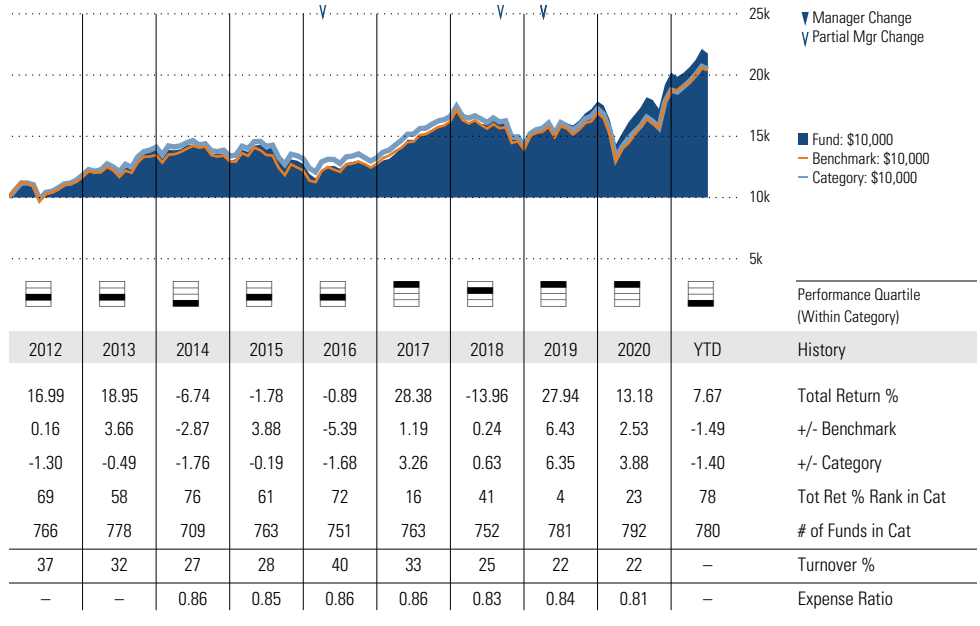 25k
▼ Manager Change
Partial Mgr Change
20k
15k
Fund: $10,000
Benchmark: $10,000
Category: $10,000
10k
5k
Performance Quartile
(Within Category)
2012 2013 2014 2015 2016 2017 2018 2019 2020 YTD History
16.99 18.95 -6.74 -1.78 -0.89 28.38 -13.96 27.94 13.18 7.67 Total Return %
0.16 3.66 -2.87 3.88 -5.39 1.19 0.24 6.43 2.53 -1.49 +/- Benchmark
-1.30 -0.49 -1.76 -0.19 -1.68 3.26 0.63 6.35 3.88 -1.40 +/- Category
69 58 76 61 72 16 41 4 23 78 Tot Ret % Rank in Cat
766 778 709 763 751 763 752 781 792 780 # of Funds in Cat
37 32 27 28 40 33 25 22 22 – Turnover %
– – 0.86 0.85 0.86 0.86 0.83 0.84 0.81 – Expense Ratio